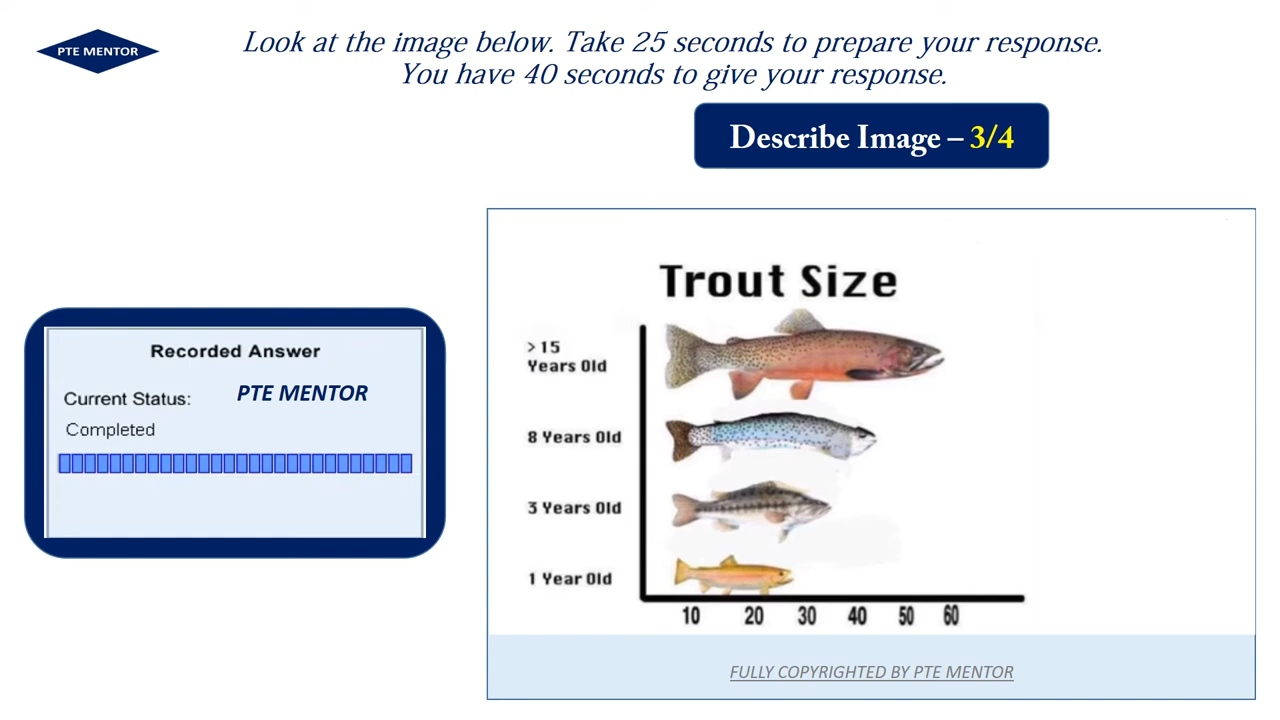 PTE MENTOR
Look at the image below. Take 25 seconds to prepare your response.
You have 40 seconds to give your response.
Describe Image – 3/4
Recorded Answer
Current Status:
PTE MENTOR
Completed
Trout Size
> 15
Years Old
8 Years Old
3 Years Old
1 Year Old
10 20 30 40 50 60
FULLY COPYRIGHTED BY PTE MENTOR